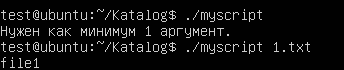 test@ubuntu:~/Katalog$ ./myscript
Нужен как минимум 1 аргумент.
test@ubuntu:~/Katalog$ ./myscript 1.txt
file1